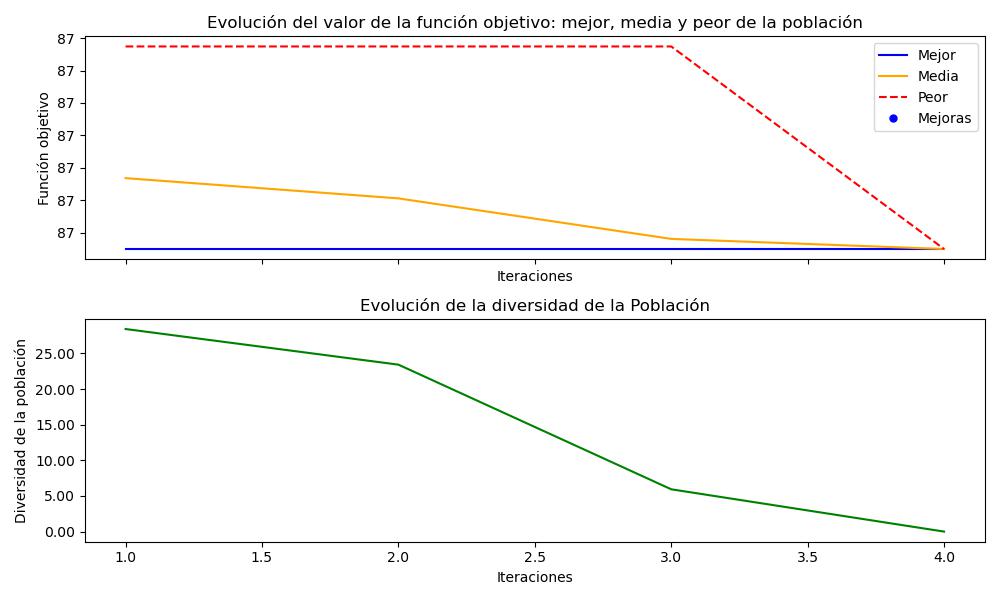 Evolución del valor de la función objetivo: mejor, media y peor de la población
87
87
87
87
87
87
87
Función objetivo
Mejor
Media
Peor
Mejoras
Iteraciones
Evolución de la diversidad de la Población
25.00
20.00
15.00
10.00
5.00
0.00
Diversidad de la población
1.0 1.5 2.0 2.5 3.0 3.5 4.0
Iteraciones